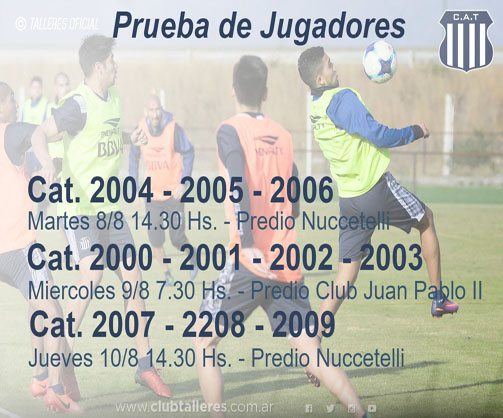 © TALLERES OFICIAL
Prueba de Jugadores
C.A.T
BBVA
Cat. 2004 - 2005 - 2006
Martes 8/8 14.30 Hs. - Predio Nuccetelli
Cat. 2000 - 2001 - 2002 - 2003
Miercoles 9/8 7.30 Hs. - Predio Club Juan Pablo II
Cat. 2007 - 2208 - 2009
Jueves 10/8 14.30 Hs. - Predio Nuccetelli
www.clubtalleres.com.ar